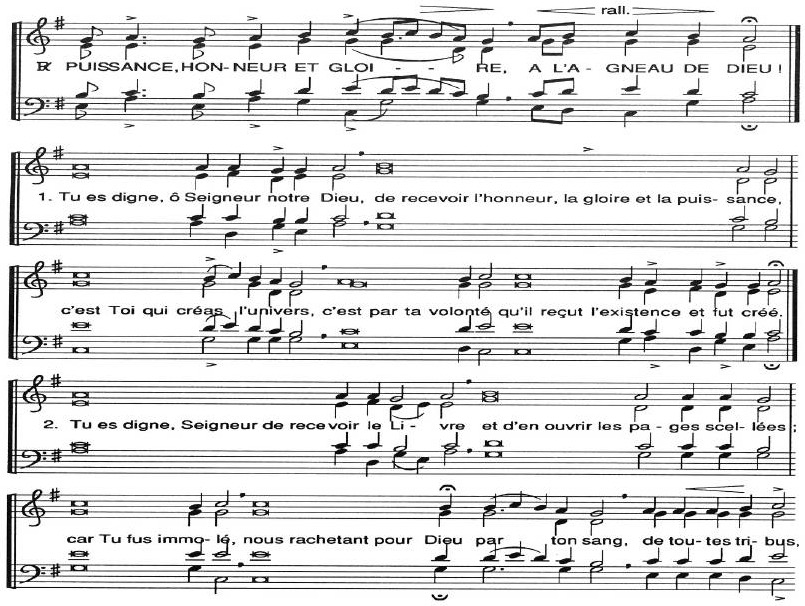 rall.
℟ PUISSANCE, HON-NEUR ET GLOI - - RE, A L'A - GNEAU DE DIEU !
1. Tu es digne, ô Seigneur notre Dieu, de recevoir l'honneur, la gloire et la puis- sance,
c'est Toi qui créas l'univers, c'est par ta volonté qu'il reçut l'existence et fut créé.
2. Tu es digne, Seigneur de recevoir le Li - vre et d'en ouvrir les pa - ges scel- lées ;
car Tu fus immo- lé, nous rachetant pour Dieu par ton sang, de tou- tes tri- bus,